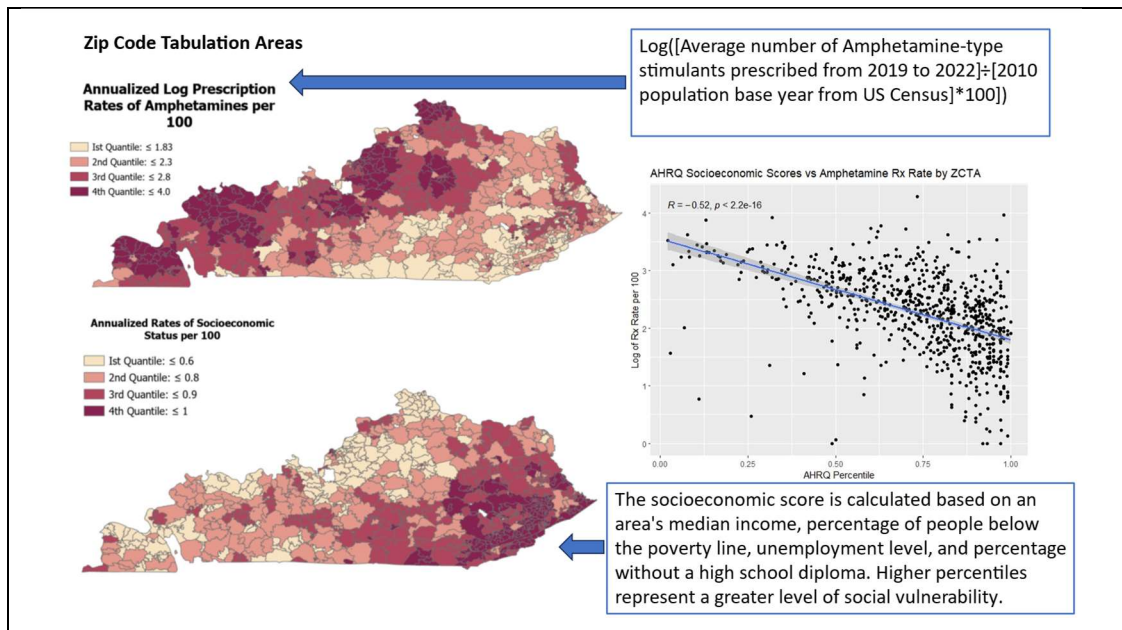 Zip Code Tabulation Areas
Annualized Log Prescription
Rates of Amphetamines per
100
1st Quantile: ≤ 1.83
2nd Quantile: ≤ 2.3
3rd Quantile: ≤ 2.8
4th Quantile: ≤ 4.0
Log([Average number of Amphetamine-type
stimulants prescribed from 2019 to 2022]÷[2010
population base year from US Census]*100])
AHRQ Socioeconomic Scores vs Amphetamine Rx Rate by ZCTA
R = −0.52, p < 2.2e-16
Log of Rx Rate per 100
4
3
2
1
0
0.00 0.25 0.50 0.75 1.00
AHRQ Percentile
Annualized Rates of Socioeconomic
Status per 100
1st Quantile: ≤ 0.6
2nd Quantile: ≤ 0.8
3rd Quantile: ≤ 0.9
4th Quantile: ≤ 1
The socioeconomic score is calculated based on an
area's median income, percentage of people below
the poverty line, unemployment level, and percentage
without a high school diploma. Higher percentiles
represent a greater level of social vulnerability.